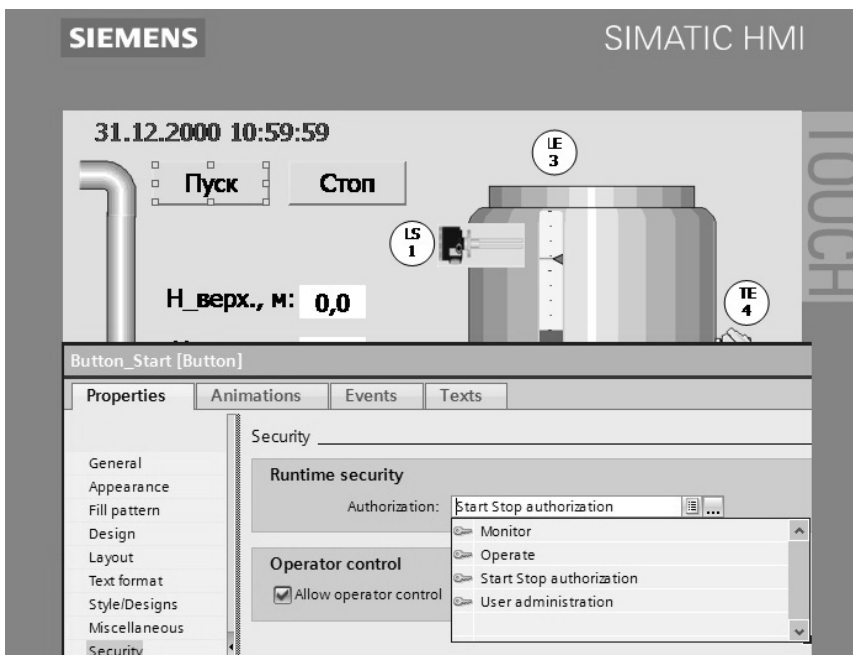 SIEMENS
SIMATIC HMI
TOUCH
31.12.2000 10:59:59
Пуск
Стоп
LE
3
LS
1
Н_верх., м: 0,0
TE
4
Button_Start [Button]
Properties Animations Events Texts
Security
General
Appearance
Fill pattern
Design
Layout
Text format
Style/Designs
Miscellaneous
Security
Runtime security
Authorization: Start Stop authorization
Monitor
Operate
Start Stop authorization
User administration
Operator control
Allow operator control